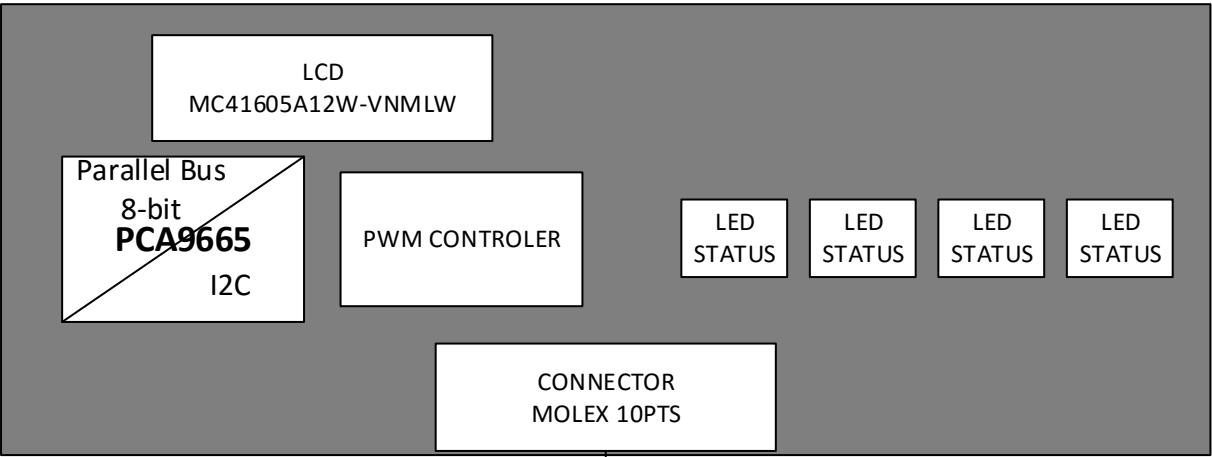 LCD
MC41605A12W-VNMLW
Parallel Bus
8-bit
PCA9665
I2C
PWM CONTROLER
LED
STATUS
LED
STATUS
LED
STATUS
LED
STATUS
CONNECTOR
MOLEX 10PTS